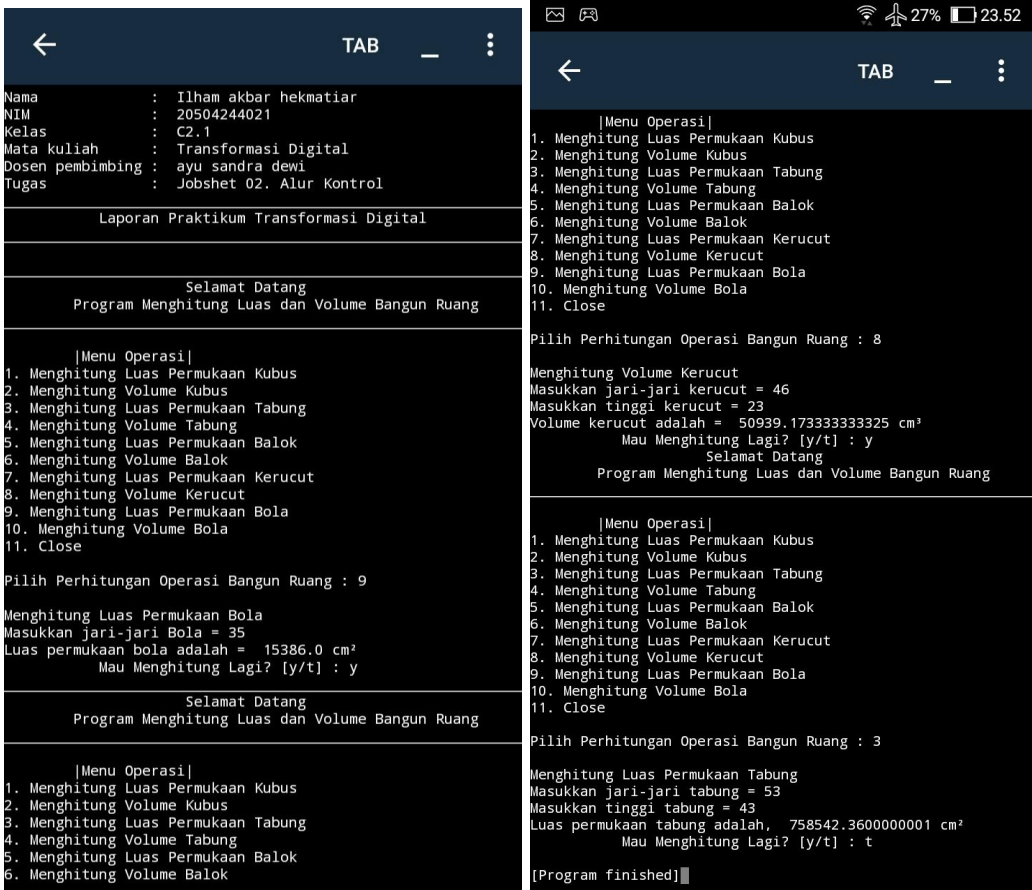 TAB
Nama : Ilham akbar hekmatiar
NIM : 20504244021
Kelas : C2.1
Mata kuliah : Transformasi Digital
Dosen pembimbing : ayu sandra dewi
Tugas : Jobshet 02. Alur Kontrol
Laporan Praktikum Transformasi Digital
Selamat Datang
Program Menghitung Luas dan Volume Bangun Ruang
|Menu Operasi|
1. Menghitung Luas Permukaan Kubus
2. Menghitung Volume Kubus
3. Menghitung Luas Permukaan Tabung
4. Menghitung Volume Tabung
5. Menghitung Luas Permukaan Balok
6. Menghitung Volume Balok
7. Menghitung Luas Permukaan Kerucut
8. Menghitung Volume Kerucut
9. Menghitung Luas Permukaan Bola
10. Menghitung Volume Bola
11. Close
Pilih Perhitungan Operasi Bangun Ruang : 9
Menghitung Luas Permukaan Bola
Masukkan jari-jari Bola = 35
Luas permukaan bola adalah = 15386.0 cm²
Mau Menghitung Lagi? [y/t] : y
Selamat Datang
Program Menghitung Luas dan Volume Bangun Ruang
|Menu Operasi|
1. Menghitung Luas Permukaan Kubus
2. Menghitung Volume Kubus
3. Menghitung Luas Permukaan Tabung
4. Menghitung Volume Tabung
5. Menghitung Luas Permukaan Balok
6. Menghitung Volume Balok
27% 23.52
TAB
|Menu Operasi|
1. Menghitung Luas Permukaan Kubus
2. Menghitung Volume Kubus
3. Menghitung Luas Permukaan Tabung
4. Menghitung Volume Tabung
5. Menghitung Luas Permukaan Balok
6. Menghitung Volume Balok
7. Menghitung Luas Permukaan Kerucut
8. Menghitung Volume Kerucut
9. Menghitung Luas Permukaan Bola
10. Menghitung Volume Bola
11. Close
Pilih Perhitungan Operasi Bangun Ruang : 8
Menghitung Volume Kerucut
Masukkan jari-jari kerucut = 46
Masukkan tinggi kerucut = 23
Volume kerucut adalah = 50939.173333333325 cm³
Mau Menghitung Lagi? [y/t] : y
Selamat Datang
Program Menghitung Luas dan Volume Bangun Ruang
|Menu Operasi|
1. Menghitung Luas Permukaan Kubus
2. Menghitung Volume Kubus
3. Menghitung Luas Permukaan Tabung
4. Menghitung Volume Tabung
5. Menghitung Luas Permukaan Balok
6. Menghitung Volume Balok
7. Menghitung Luas Permukaan Kerucut
8. Menghitung Volume Kerucut
9. Menghitung Luas Permukaan Bola
10. Menghitung Volume Bola
11. Close
Pilih Perhitungan Operasi Bangun Ruang : 3
Menghitung Luas Permukaan Tabung
Masukkan jari-jari tabung = 53
Masukkan tinggi tabung = 43
Luas permukaan tabung adalah, 758542.3600000001 cm²
Mau Menghitung Lagi? [y/t] : t
[Program finished]